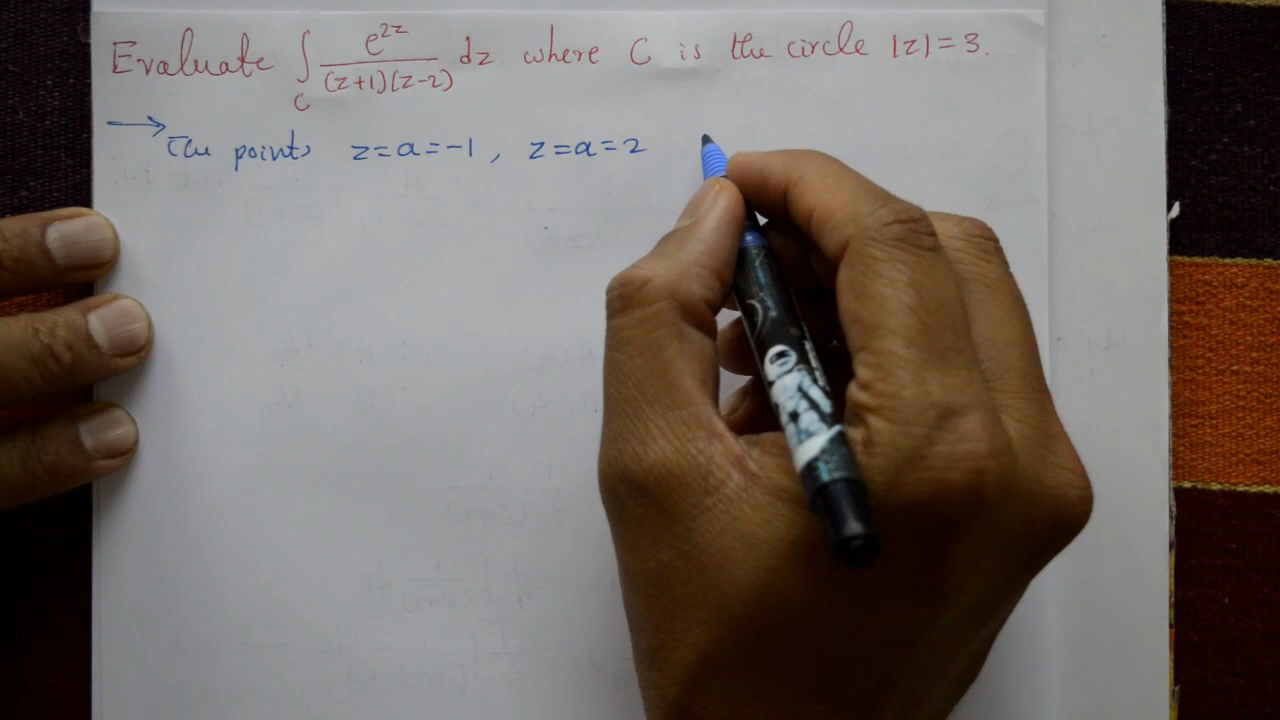 Evaluate ∫_C e^{2z}/((z+1)(z-2)) dz where C is the circle |z|=3.
→ The points z=a=-1, z=a=2